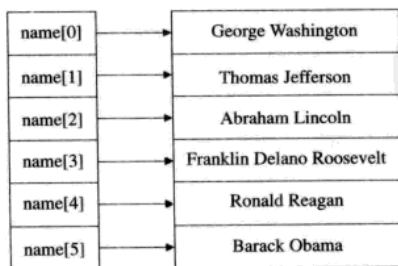 name[0] George Washington
name[1] Thomas Jefferson
name[2] Abraham Lincoln
name[3] Franklin Delano Roosevelt
name[4] Ronald Reagan
name[5] Barack Obama